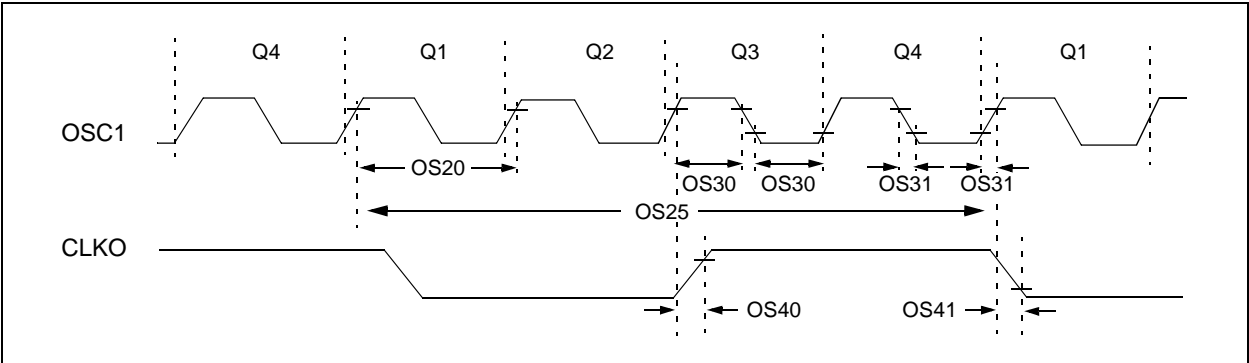 Q4 Q1 Q2 Q3 Q4 Q1
OSC1
OS20
OS30 OS30 OS31 OS31
OS25
CLKO
OS40 OS41